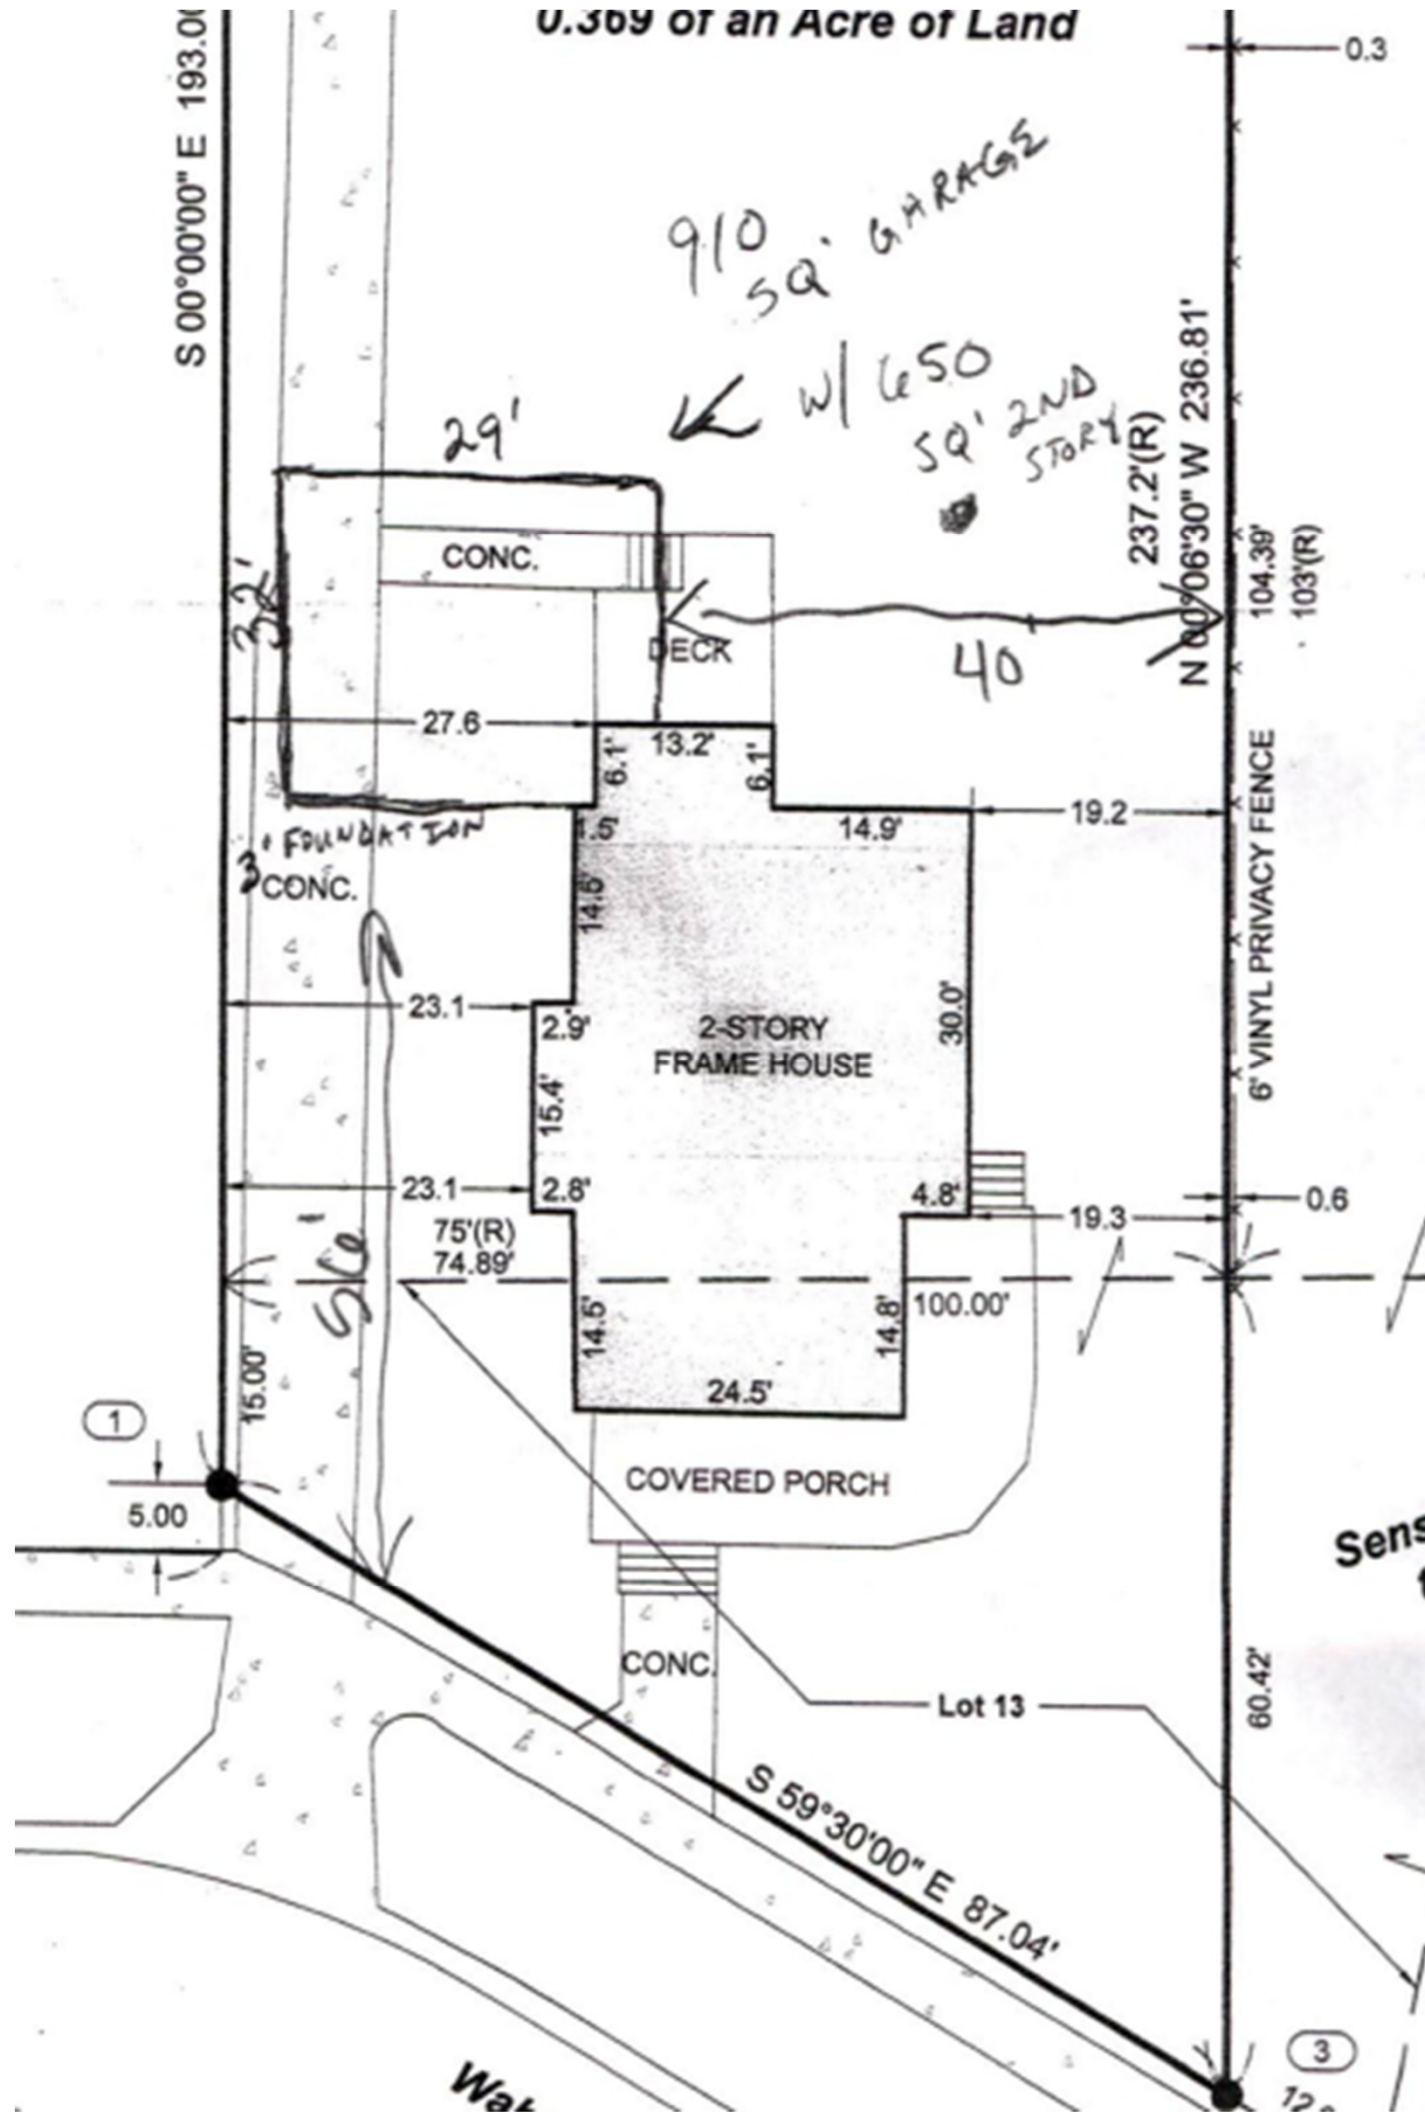 0.369 of an Acre of Land
S 00°00'00" E 193.00
0.3
910
SQ' GARAGE
W/ 650
SQ' 2ND
STORY
29'
32'
237.2'(R)
N 00°06'30" W 236.81'
104.39'
103'(R)
CONC.
DECK
40
27.6
13.2'
6.1'
6.1'
14.9'
19.2
1.5'
3' FOUNDATION
CONC.
14.6'
6' VINYL PRIVACY FENCE
23.1
2.9'
2-STORY
FRAME HOUSE
30.0'
15.4'
23.1
2.8'
4.8'
19.3
0.6
75'(R)
74.89'
56'
100.00'
15.00'
14.5'
14.8'
24.5'
1
5.00
COVERED PORCH
Sens
CONC.
Lot 13
60.42'
S 59°30'00" E 87.04'
3